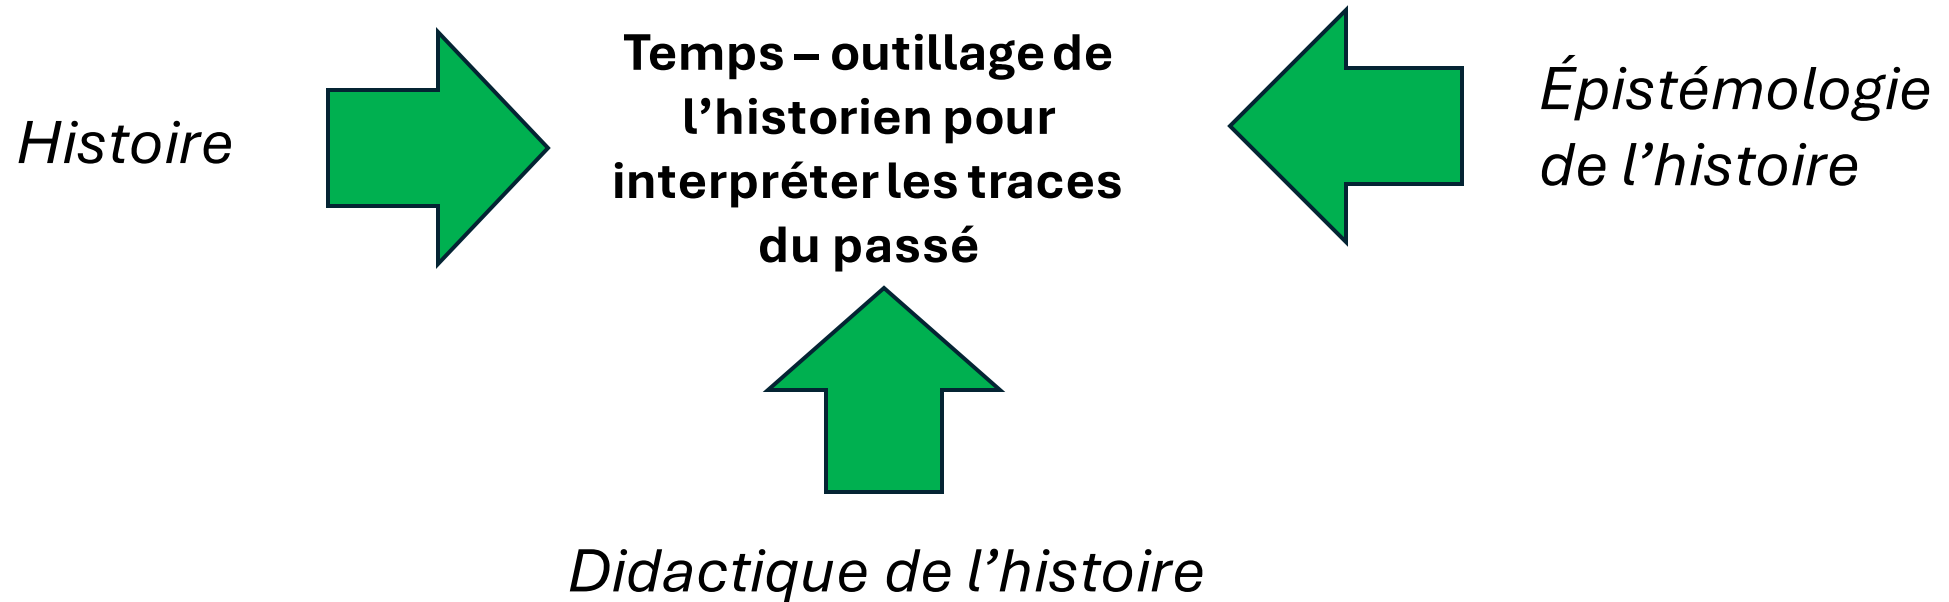 Histoire
Temps – outillage de
l’historien pour
interpréter les traces
du passé
Épistémologie
de l’histoire
Didactique de l’histoire